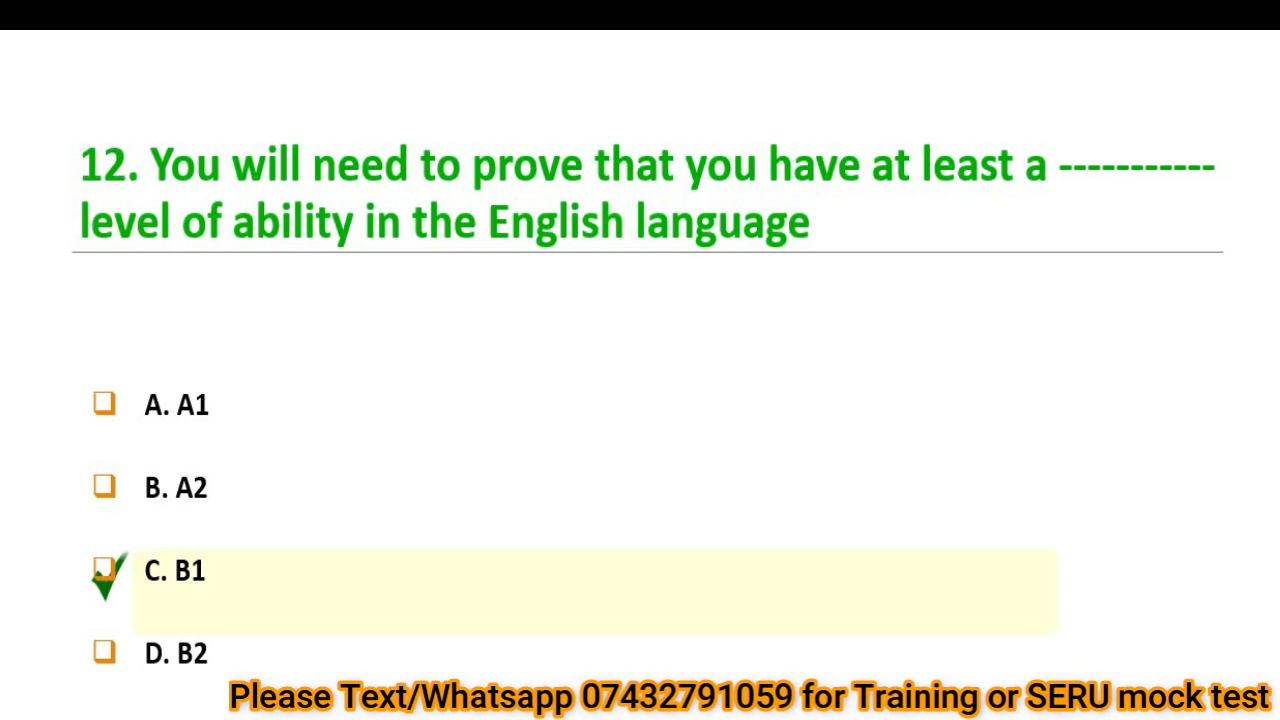 12. You will need to prove that you have at least a -----------
level of ability in the English language
A. A1
B. A2
C. B1
D. B2
Please Text/Whatsapp 07432791059 for Training or SERU mock test